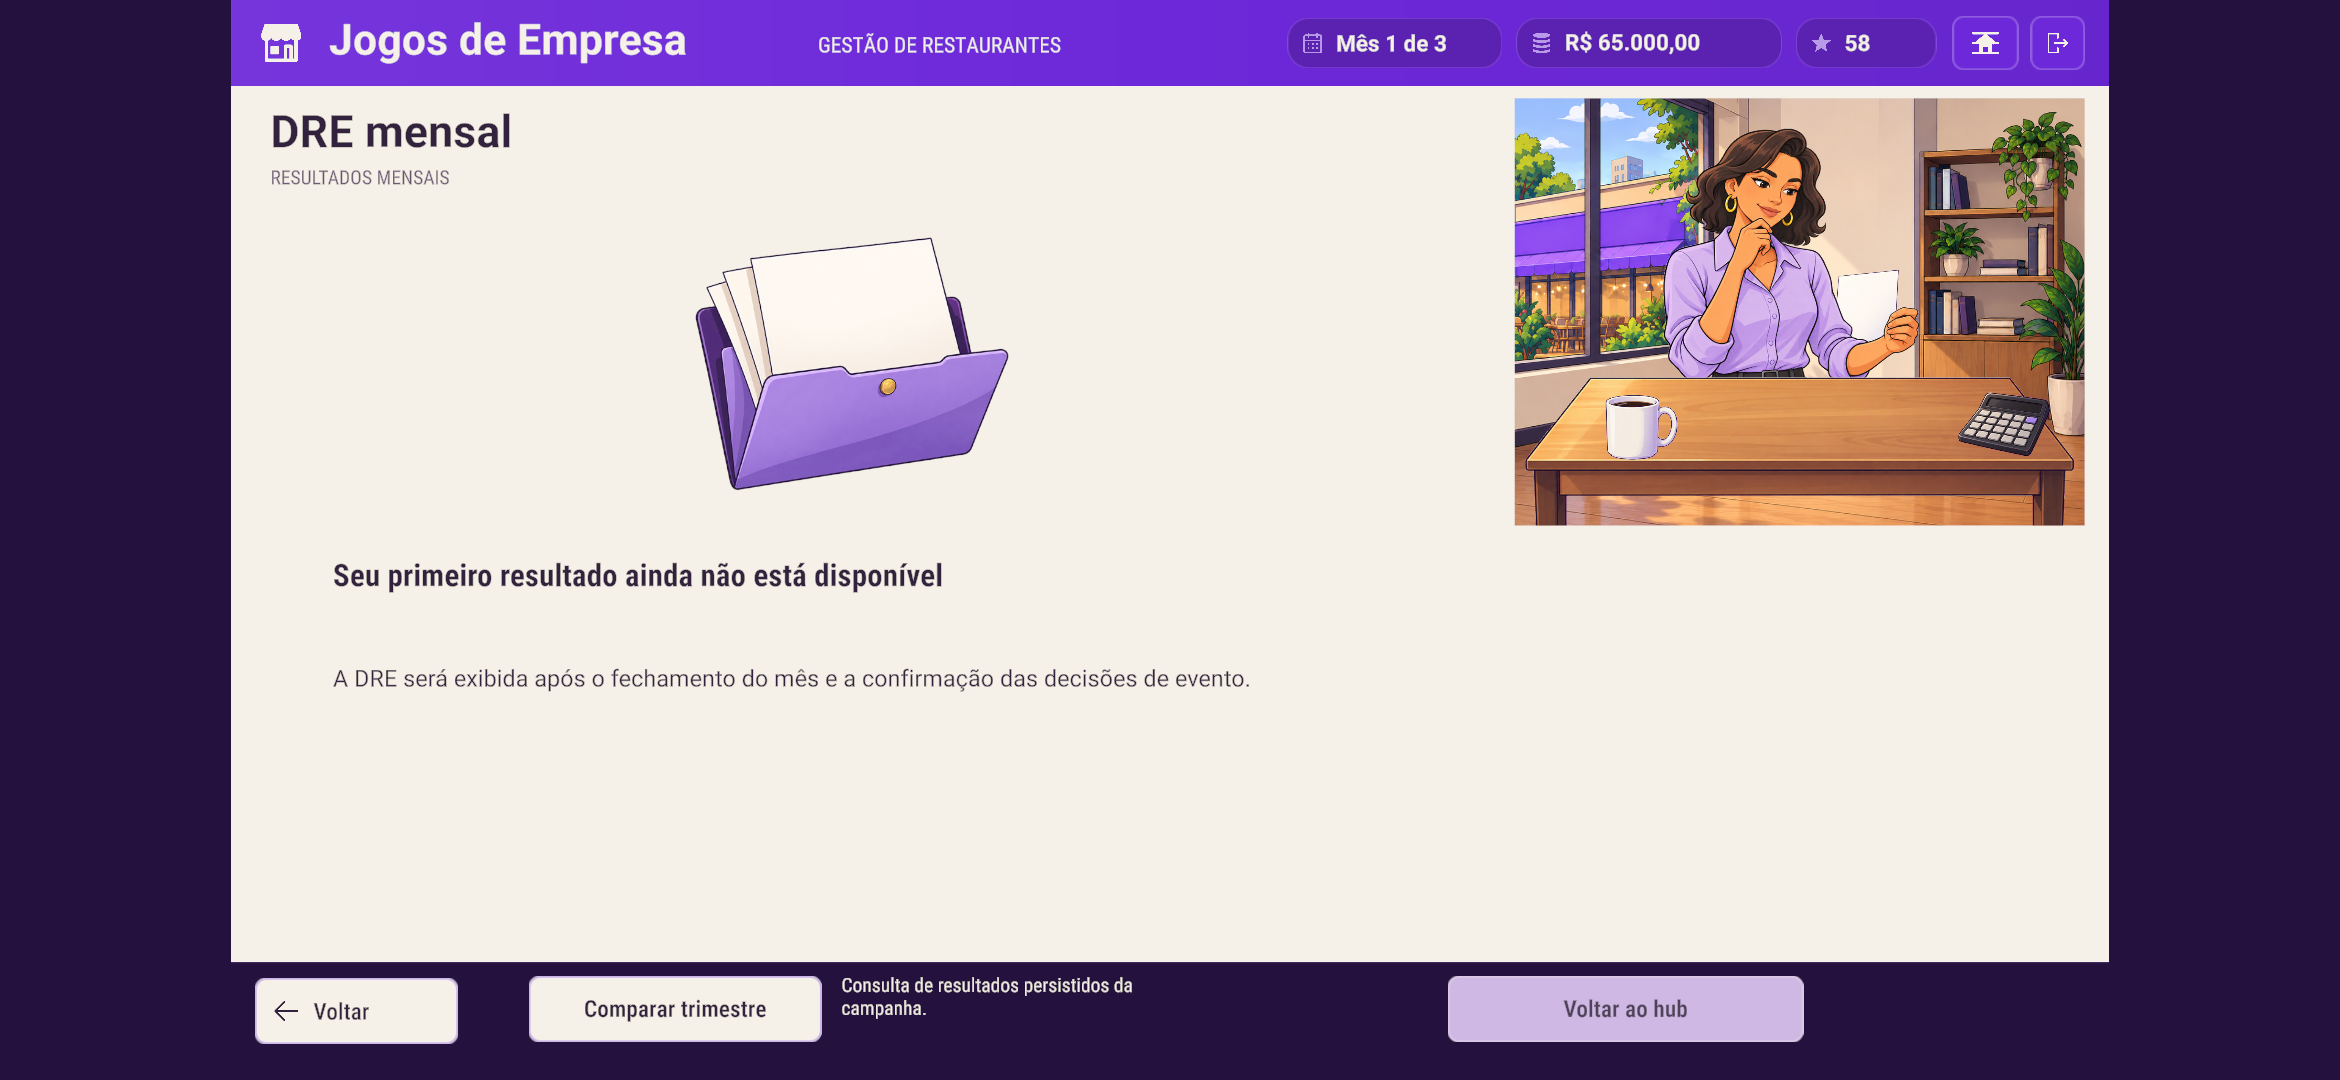 Jogos de Empresa
GESTÃO DE RESTAURANTES
Mês 1 de 3
R$ 65.000,00
58
DRE mensal
RESULTADOS MENSAIS
Seu primeiro resultado ainda não está disponível
A DRE será exibida após o fechamento do mês e a confirmação das decisões de evento.
Voltar
Comparar trimestre
Consulta de resultados persistidos da
campanha.
Voltar ao hub